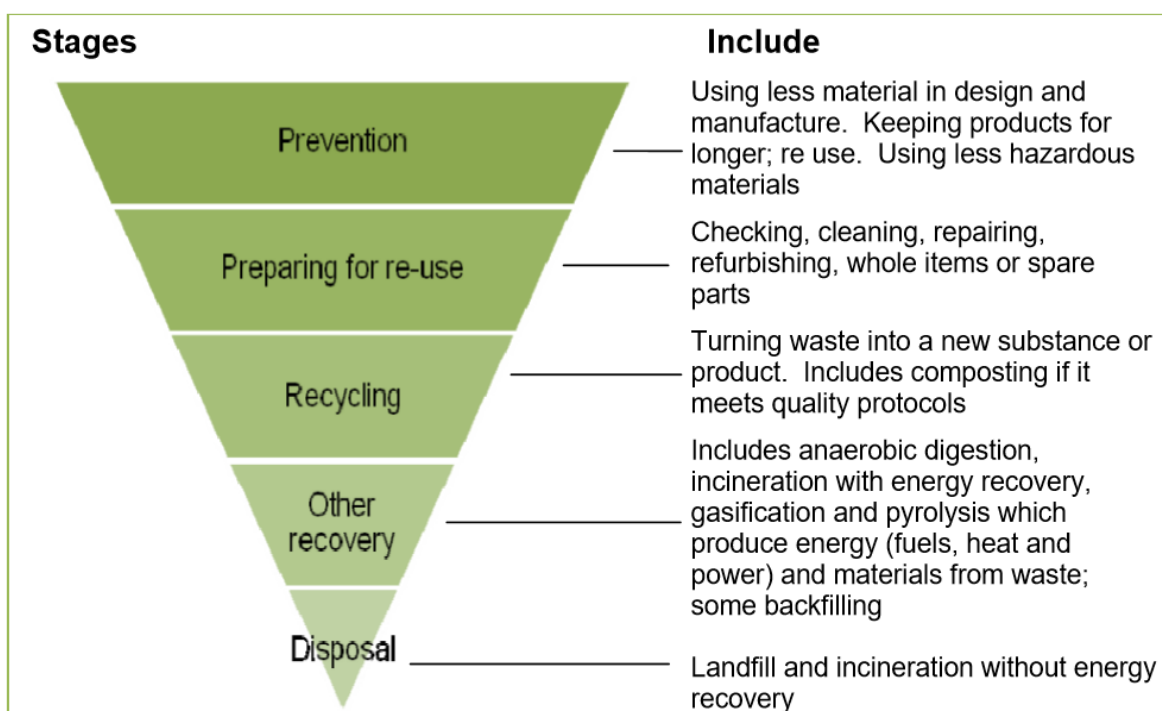 Stages
Include
Prevention
Using less material in design and
manufacture.  Keeping products for
longer; re use.  Using less hazardous
materials
Preparing for re-use
Checking, cleaning, repairing,
refurbishing, whole items or spare
parts
Recycling
Turning waste into a new substance or
product.  Includes composting if it
meets quality protocols
Other
recovery
Includes anaerobic digestion,
incineration with energy recovery,
gasification and pyrolysis which
produce energy (fuels, heat and
power) and materials from waste;
some backfilling
Disposal
Landfill and incineration without energy
recovery